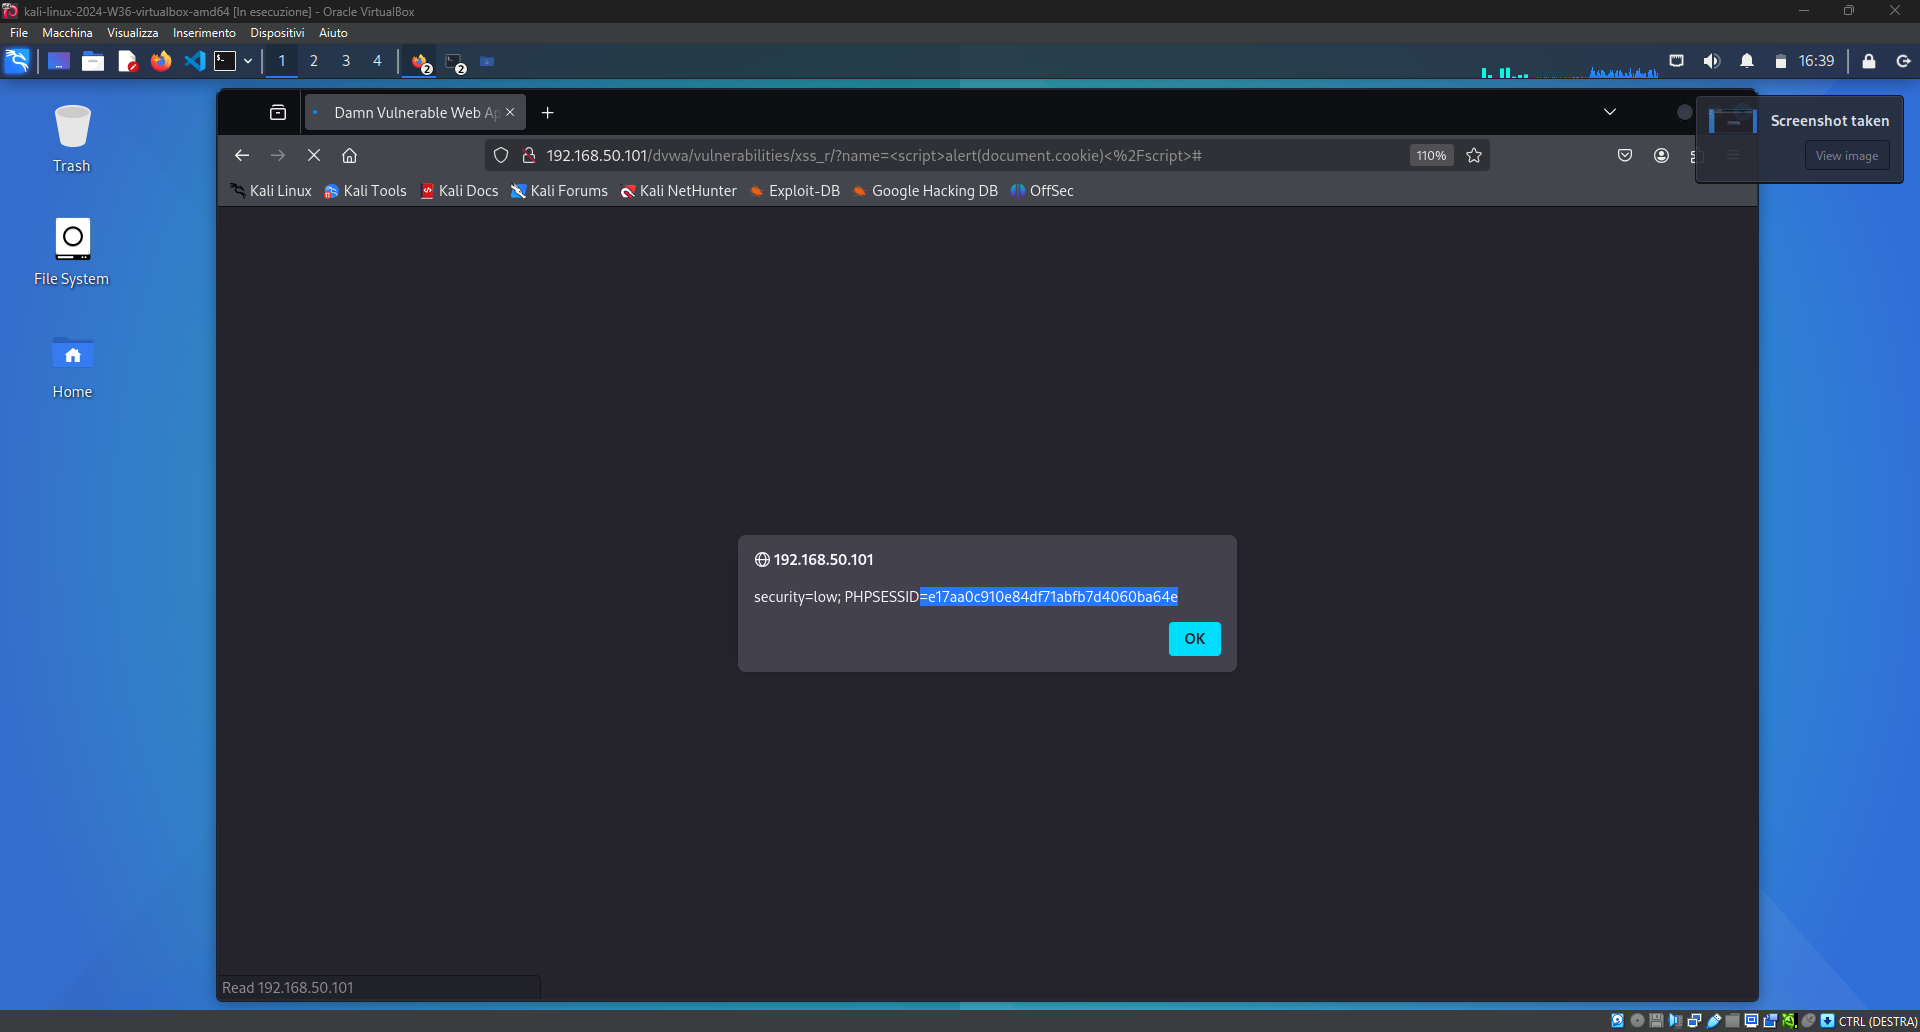 kali-linux-2024-W36-virtualbox-amd64 [In esecuzione] - Oracle VirtualBox
File Macchina Visualizza Inserimento Dispositivi Aiuto
1 2 3 4 2 2 16:39
Damn Vulnerable Web Ap
Screenshot taken
View image
192.168.50.101/dvwa/vulnerabilities/xss_r/?name=<script>alert(document.cookie)<%2Fscript>#
110%
Kali Linux Kali Tools Kali Docs Kali Forums Kali NetHunter Exploit-DB Google Hacking DB OffSec
Trash
File System
Home
192.168.50.101
security=low; PHPSESSID=e17aa0c910e84df71abfb7d4060ba64e
OK
Read 192.168.50.101
CTRL (DESTRA)